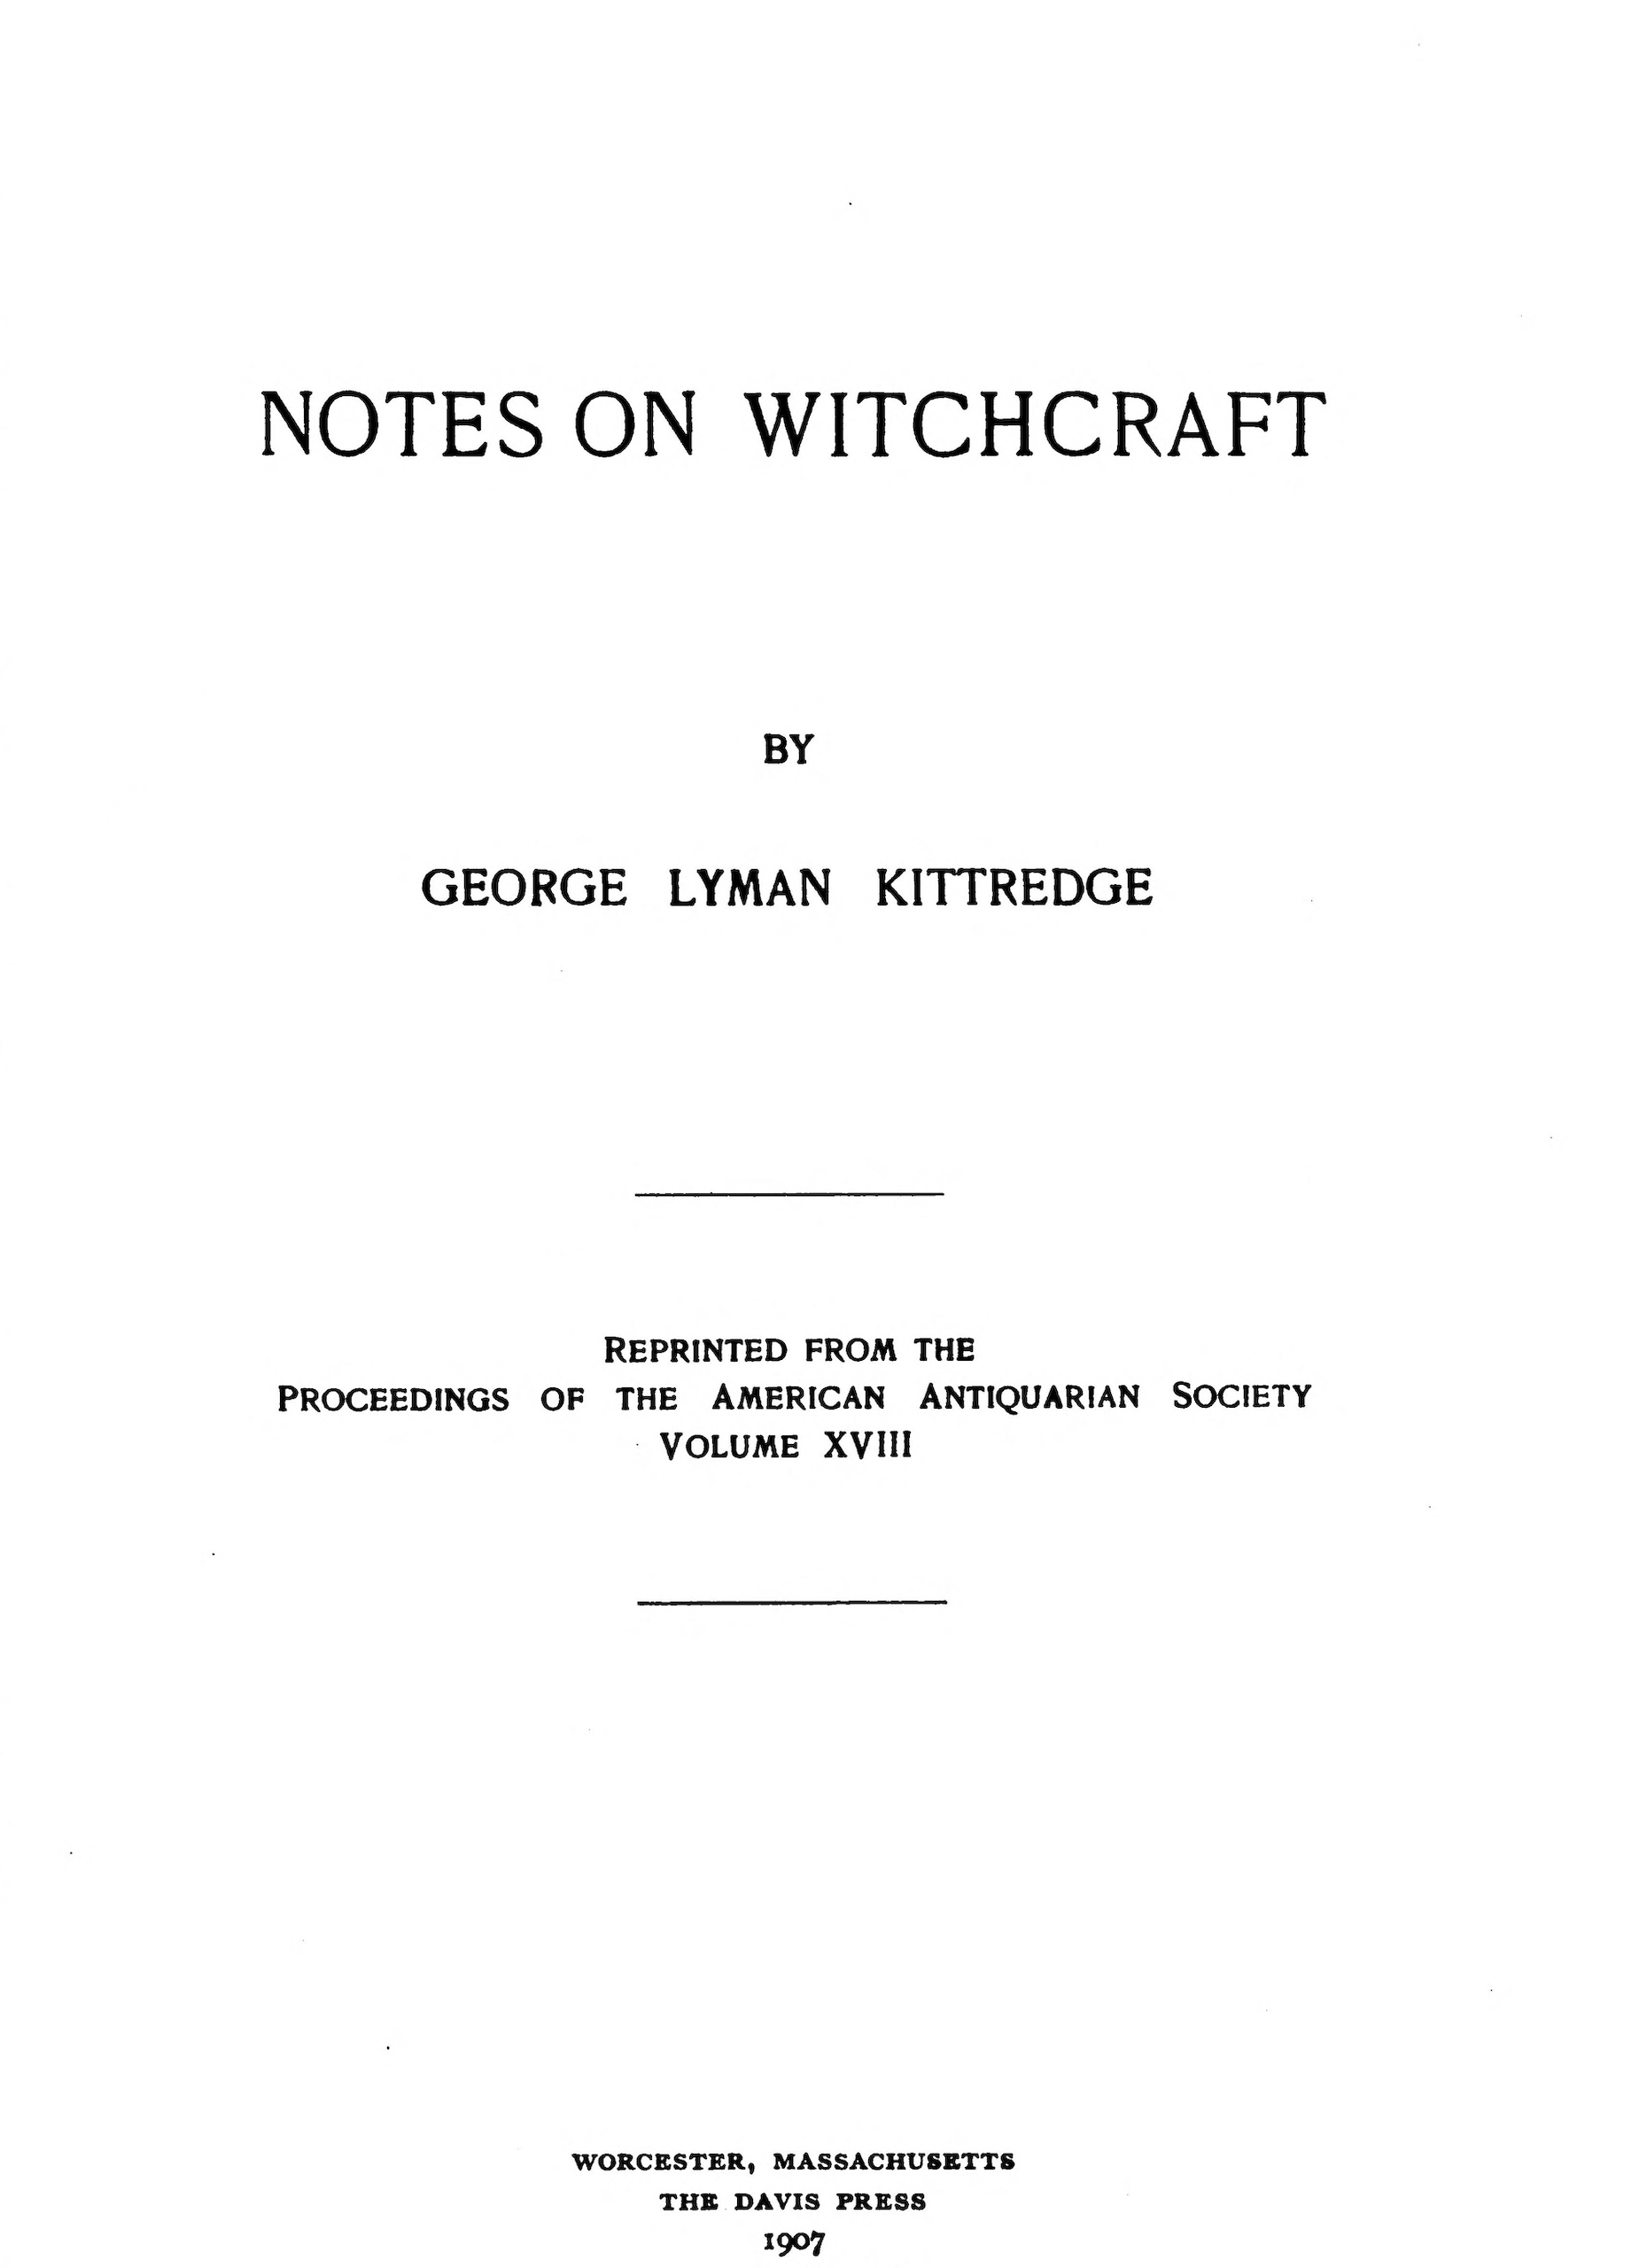 NOTES ON WITCHCRAFT
BY
GEORGE LYMAN KITTREDGE
REPRINTED FROM THE
PROCEEDINGS OF THE AMERICAN ANTIQUARIAN SOCIETY
VOLUME XVIII
WORCESTER, MASSACHUSETTS
THE DAVIS PRESS
1907